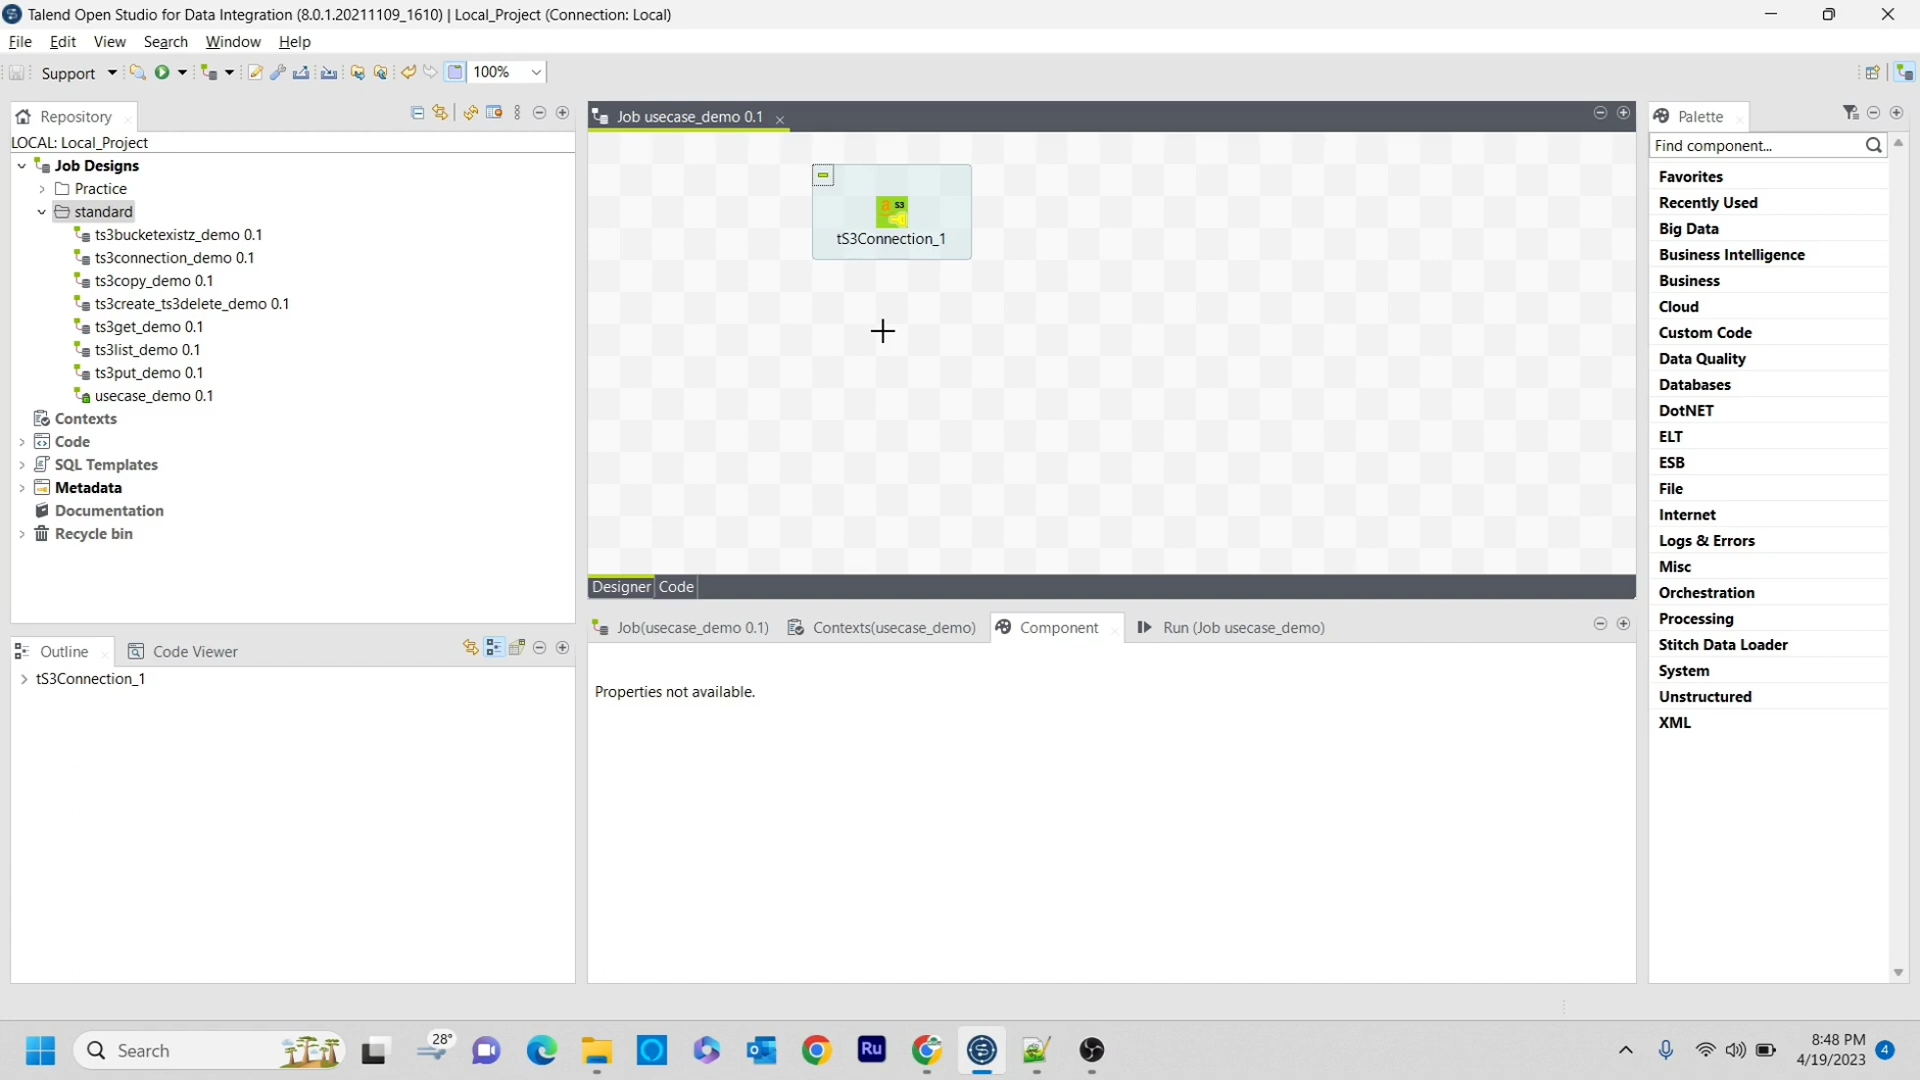 Talend Open Studio for Data Integration (8.0.1.20211109_1610) | Local_Project (Connection: Local)
File Edit View Search Window Help
Support 100%
Repository
LOCAL: Local_Project
Job Designs
Practice
standard
ts3bucketexistz_demo 0.1
ts3connection_demo 0.1
ts3copy_demo 0.1
ts3create_ts3delete_demo 0.1
ts3get_demo 0.1
ts3list_demo 0.1
ts3put_demo 0.1
usecase_demo 0.1
Contexts
Code
SQL Templates
Metadata
Documentation
Recycle bin
Outline Code Viewer
tS3Connection_1
Job usecase_demo 0.1
a S3
tS3Connection_1
Designer Code
Job(usecase_demo 0.1) Contexts(usecase_demo) Component Run (Job usecase_demo)
Properties not available.
Palette
Find component...
Favorites
Recently Used
Big Data
Business Intelligence
Business
Cloud
Custom Code
Data Quality
Databases
DotNET
ELT
ESB
File
Internet
Logs & Errors
Misc
Orchestration
Processing
Stitch Data Loader
System
Unstructured
XML
Search 28° Ru 8:48 PM 4
4/19/2023